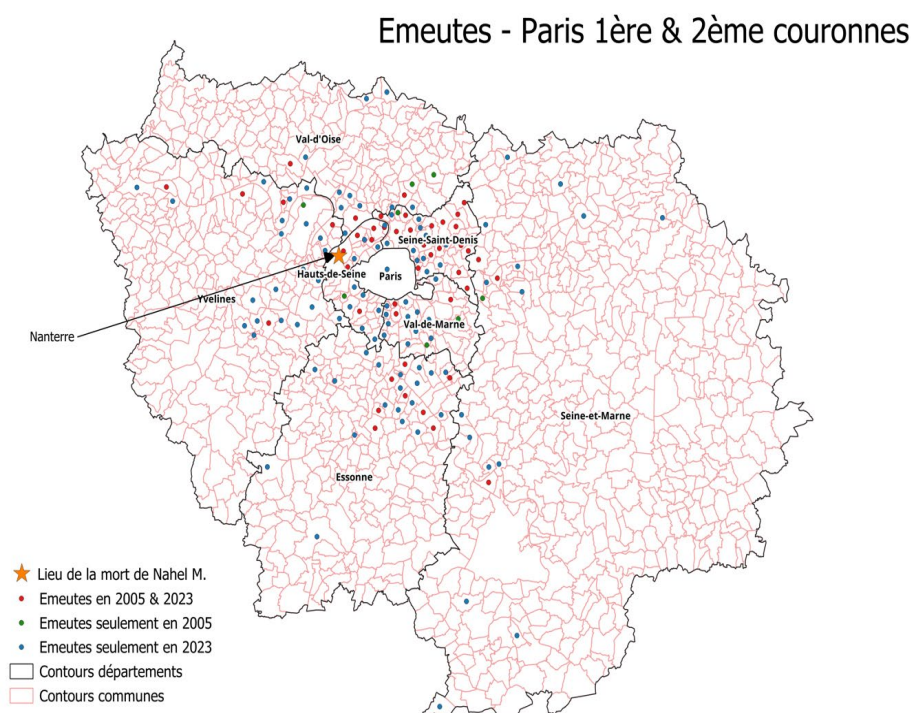 Emeutes - Paris 1ère & 2ème couronnes
Val-d'Oise
Seine-Saint-Denis
Hauts-de-Seine
Paris
Yvelines
Val-de-Marne
Nanterre
Seine-et-Marne
Essonne
Lieu de la mort de Nahel M.
Emeutes en 2005 & 2023
Emeutes seulement en 2005
Emeutes seulement en 2023
Contours départements
Contours communes